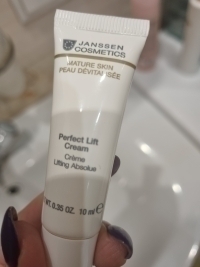 JANSSEN
COSMETICS
MATURE SKIN
PEAU DÉVITALISÉE
Perfect Lift
Cream
Crème
Lifting Absolue
WT. 0.35 OZ. 10 ml e